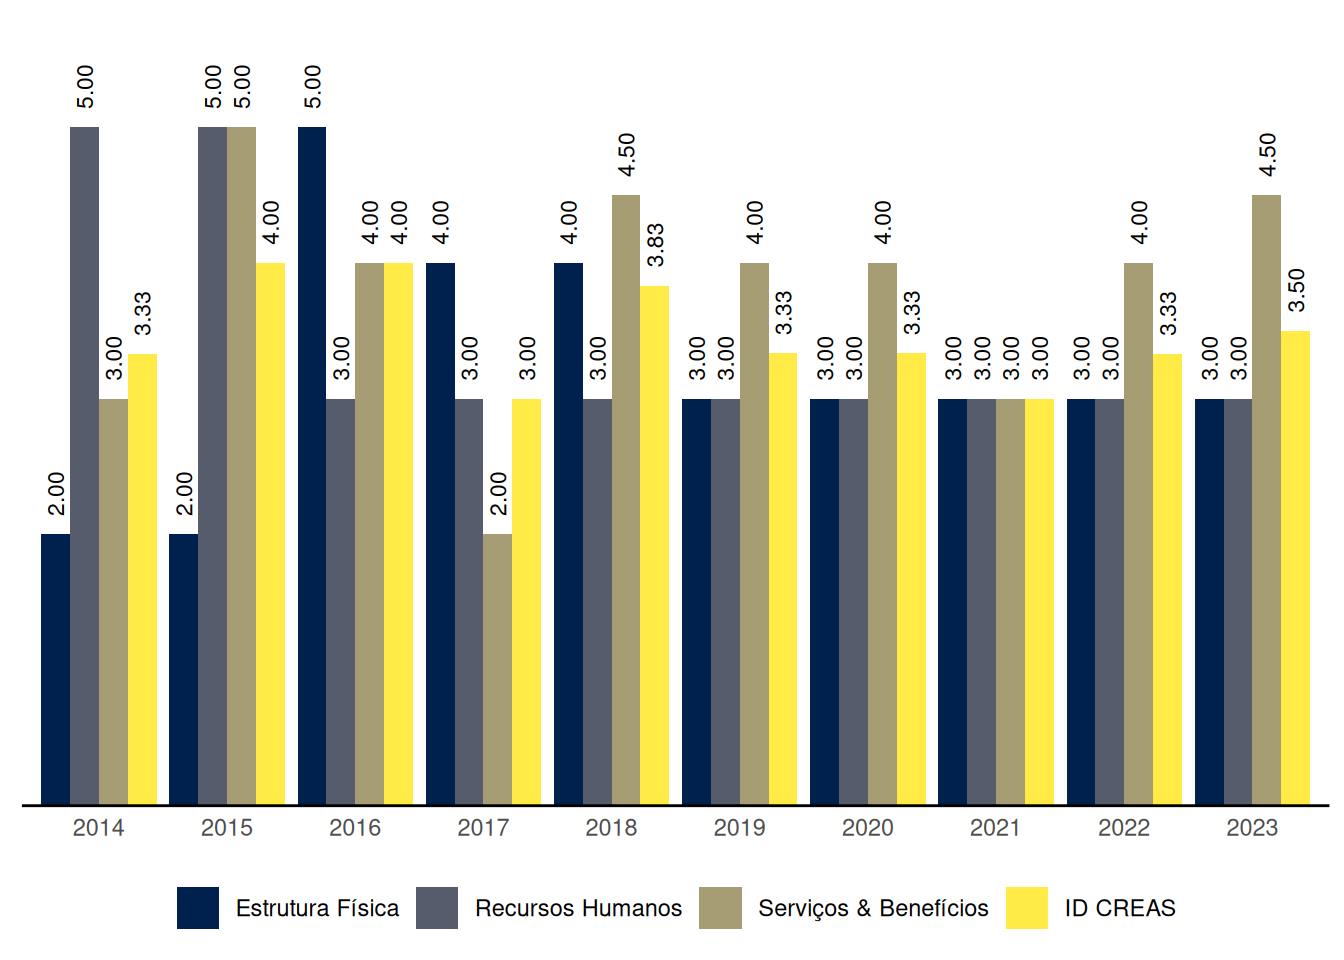 2.00 5.00 3.00 3.33 2.00 5.00 5.00 4.00 5.00 3.00 4.00 4.00 4.00 3.00 2.00 3.00 4.00 3.00 4.50 3.83 3.00 3.00 4.00 3.33 3.00 3.00 4.00 3.33 3.00 3.00 3.00 3.00 3.00 3.00 4.00 3.33 3.00 3.00 4.50 3.50
2014 2015 2016 2017 2018 2019 2020 2021 2022 2023
Estrutura Física Recursos Humanos Serviços & Benefícios ID CREAS